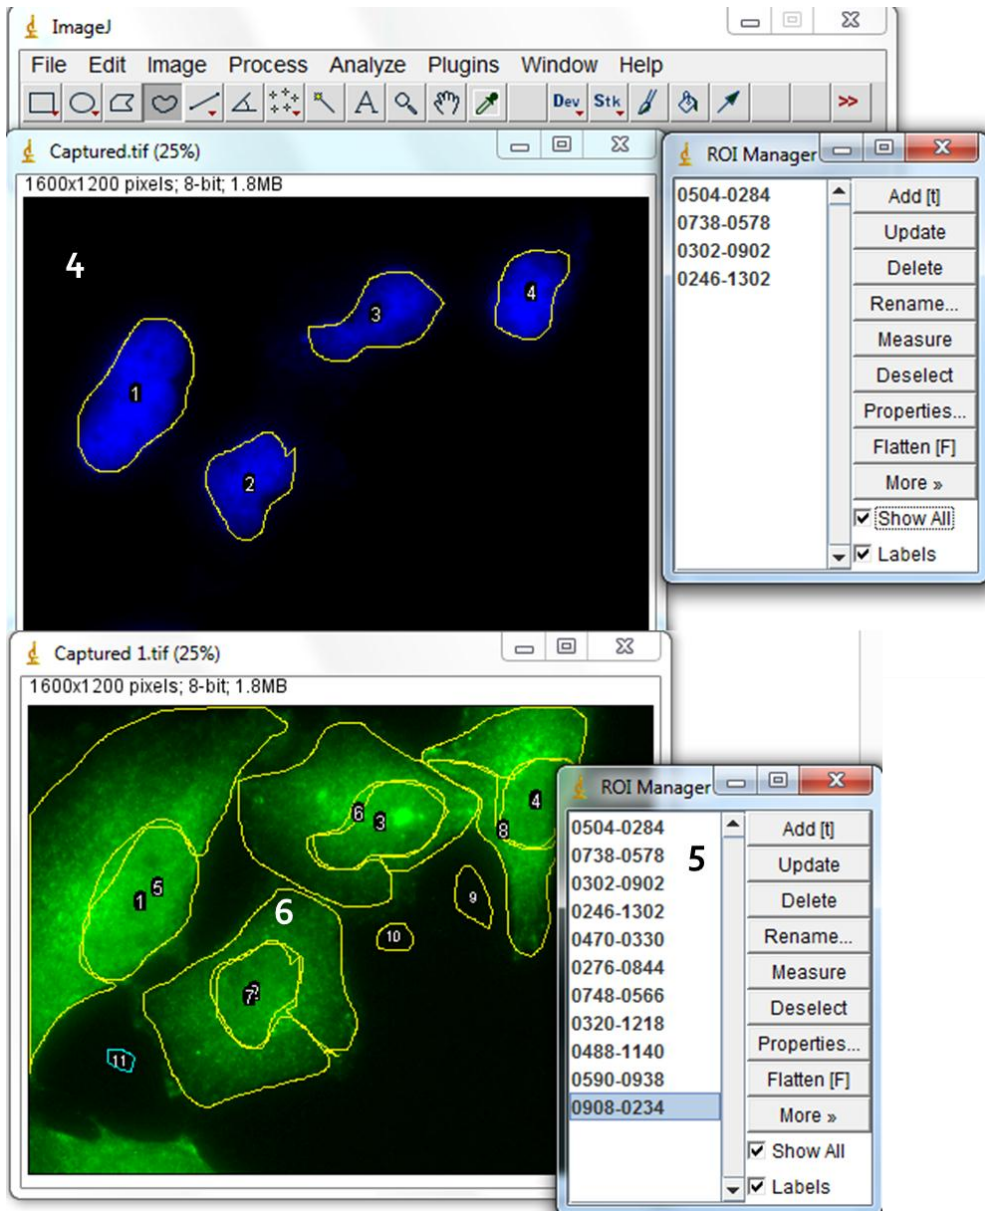 ImageJ
File Edit Image Process Analyze Plugins Window Help
Dev Stk >>
Captured.tif (25%)
1600x1200 pixels; 8-bit; 1.8MB
4
1
2
3
4
ROI Manager
0504-0284
0738-0578
0302-0902
0246-1302
Add [t]
Update
Delete
Rename...
Measure
Deselect
Properties...
Flatten [F]
More »
Show All
Labels
Captured 1.tif (25%)
1600x1200 pixels; 8-bit; 1.8MB
6
3
4
8
1
5
9
6
10
7
11
ROI Manager
0504-0284
0738-0578
0302-0902
0246-1302
0470-0330
0276-0844
0748-0566
0320-1218
0488-1140
0590-0938
0908-0234
5
Add [t]
Update
Delete
Rename...
Measure
Deselect
Properties...
Flatten [F]
More »
Show All
Labels